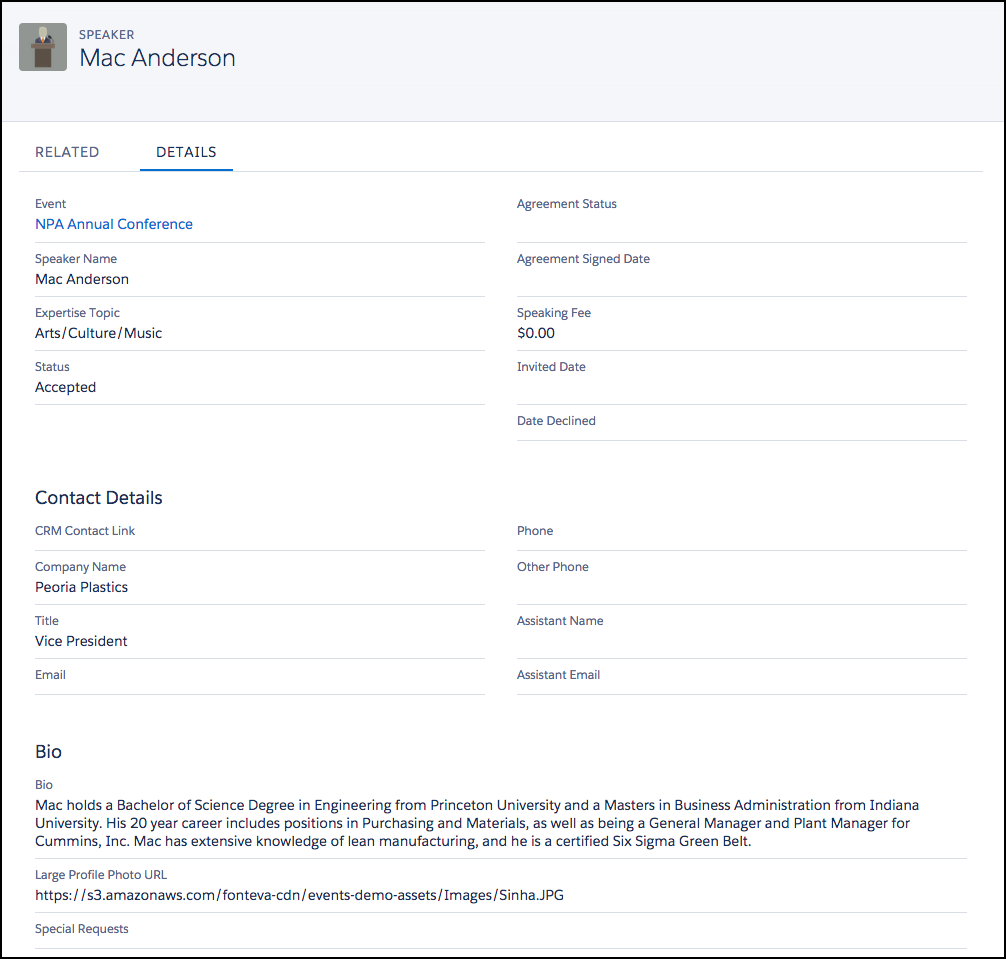 SPEAKER
Mac Anderson
RELATED
DETAILS
Event
NPA Annual Conference
Speaker Name
Mac Anderson
Expertise Topic
Arts/Culture/Music
Status
Accepted
Agreement Status
Agreement Signed Date
Speaking Fee
$0.00
Invited Date
Date Declined
Contact Details
CRM Contact Link
Company Name
Peoria Plastics
Title
Vice President
Email
Phone
Other Phone
Assistant Name
Assistant Email
Bio
Bio
Mac holds a Bachelor of Science Degree in Engineering from Princeton University and a Masters in Business Administration from Indiana
University. His 20 year career includes positions in Purchasing and Materials, as well as being a General Manager and Plant Manager for
Cummins, Inc. Mac has extensive knowledge of lean manufacturing, and he is a certified Six Sigma Green Belt.
Large Profile Photo URL
https://s3.amazonaws.com/fonteva-cdn/events-demo-assets/Images/Sinha.JPG
Special Requests